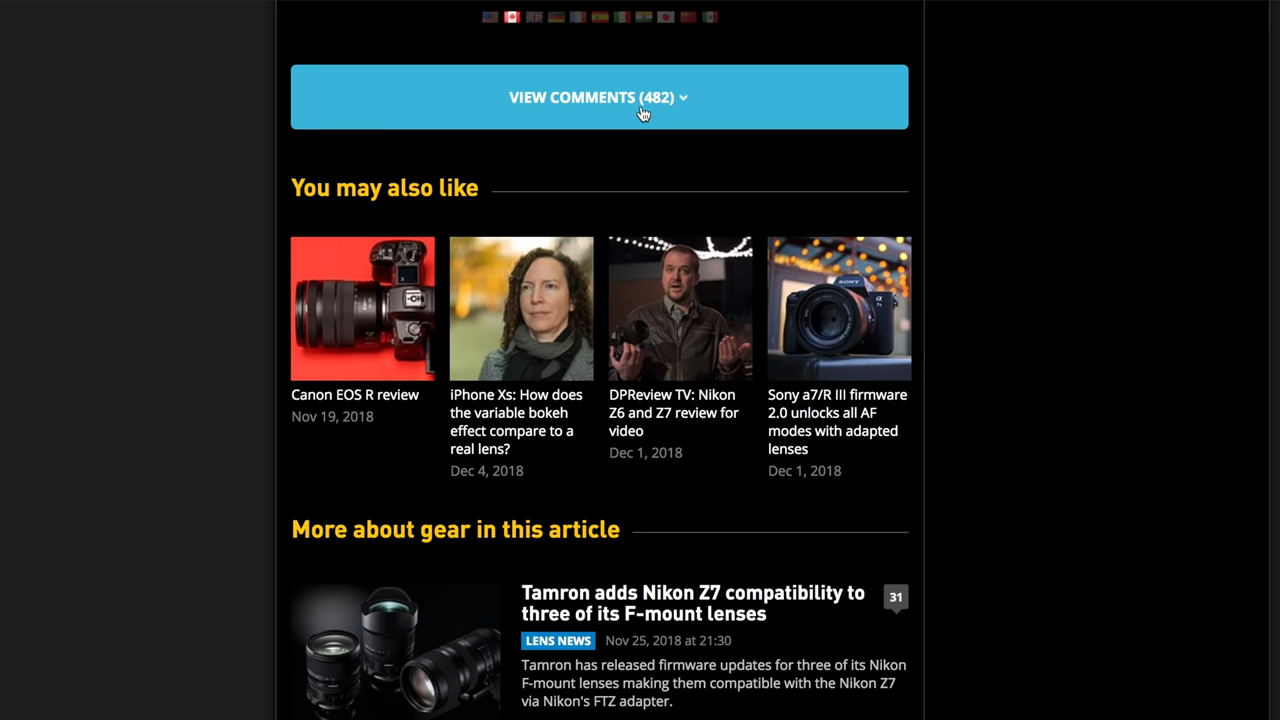 VIEW COMMENTS (482)
You may also like
Canon EOS R review
Nov 19, 2018
iPhone Xs: How does
the variable bokeh
effect compare to a
real lens?
Dec 4, 2018
DPReview TV: Nikon
Z6 and Z7 review for
video
Dec 1, 2018
SONY
Sony a7/R III firmware
2.0 unlocks all AF
modes with adapted
lenses
Dec 1, 2018
More about gear in this article
Tamron adds Nikon Z7 compatibility to
three of its F-mount lenses
31
LENS NEWS Nov 25, 2018 at 21:30
Tamron has released firmware updates for three of its Nikon
F-mount lenses making them compatible with the Nikon Z7
via Nikon's FTZ adapter.